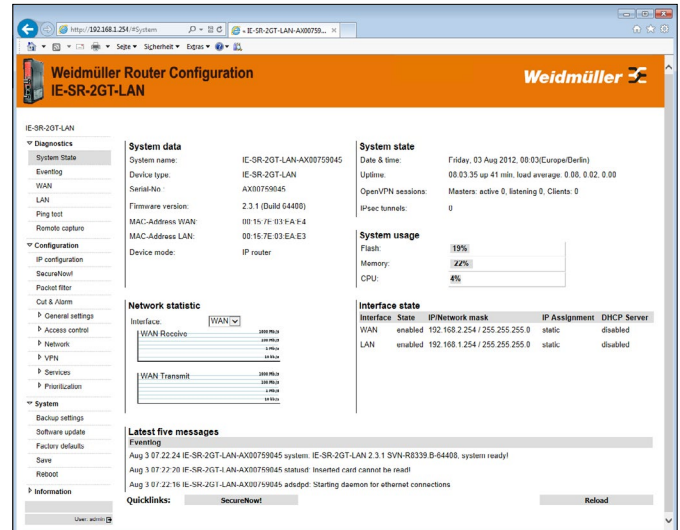 http://192.168.1.254/#System
IE-SR-2GT-LAN-AX00759...
Seite Sicherheit Extras
Weidmüller Router Configuration
IE-SR-2GT-LAN
Weidmüller
IE-SR-2GT-LAN
Diagnostics
System State
Eventlog
WAN
LAN
Ping test
Remote capture
Configuration
IP configuration
SecureNow!
Packet filter
Cut & Alarm
General settings
Access control
Network
VPN
Services
Prioritization
System
Backup settings
Software update
Factory defaults
Save
Reboot
Information
User: admin
System data
System name: IE-SR-2GT-LAN-AX00759045
Device type: IE-SR-2GT-LAN
Serial-No.: AX00759045
Firmware version: 2.3.1 (Build 64408)
MAC-Address WAN: 00:15:7E:03:EA:E4
MAC-Address LAN: 00:15:7E:03:EA:E3
Device mode: IP router
System state
Date & time: Friday, 03 Aug 2012, 08:03(Europe/Berlin)
Uptime: 08:03:35 up 41 min, load average: 0.08, 0.02, 0.00
OpenVPN sessions: Masters: active 0, listening 0, Clients: 0
IPsec tunnels: 0
System usage
Flash: 19%
Memory: 22%
CPU: 4%
Network statistic
Interface: WAN
WAN Receive
WAN Transmit
Interface state
Interface State IP/Network mask IP Assignment DHCP Server
WAN enabled 192.168.2.254 / 255.255.255.0 static disabled
LAN enabled 192.168.1.254 / 255.255.255.0 static disabled
Latest five messages
Eventlog
Aug 3 07:22:24 IE-SR-2GT-LAN-AX00759045 system: IE-SR-2GT-LAN 2.3.1 SVN-R8339.B-64408, system ready!
Aug 3 07:22:20 IE-SR-2GT-LAN-AX00759045 statusd: Inserted card cannot be read!
Aug 3 07:22:16 IE-SR-2GT-LAN-AX00759045 adsdpd: Starting daemon for ethernet connections
Quicklinks: SecureNow! Reload